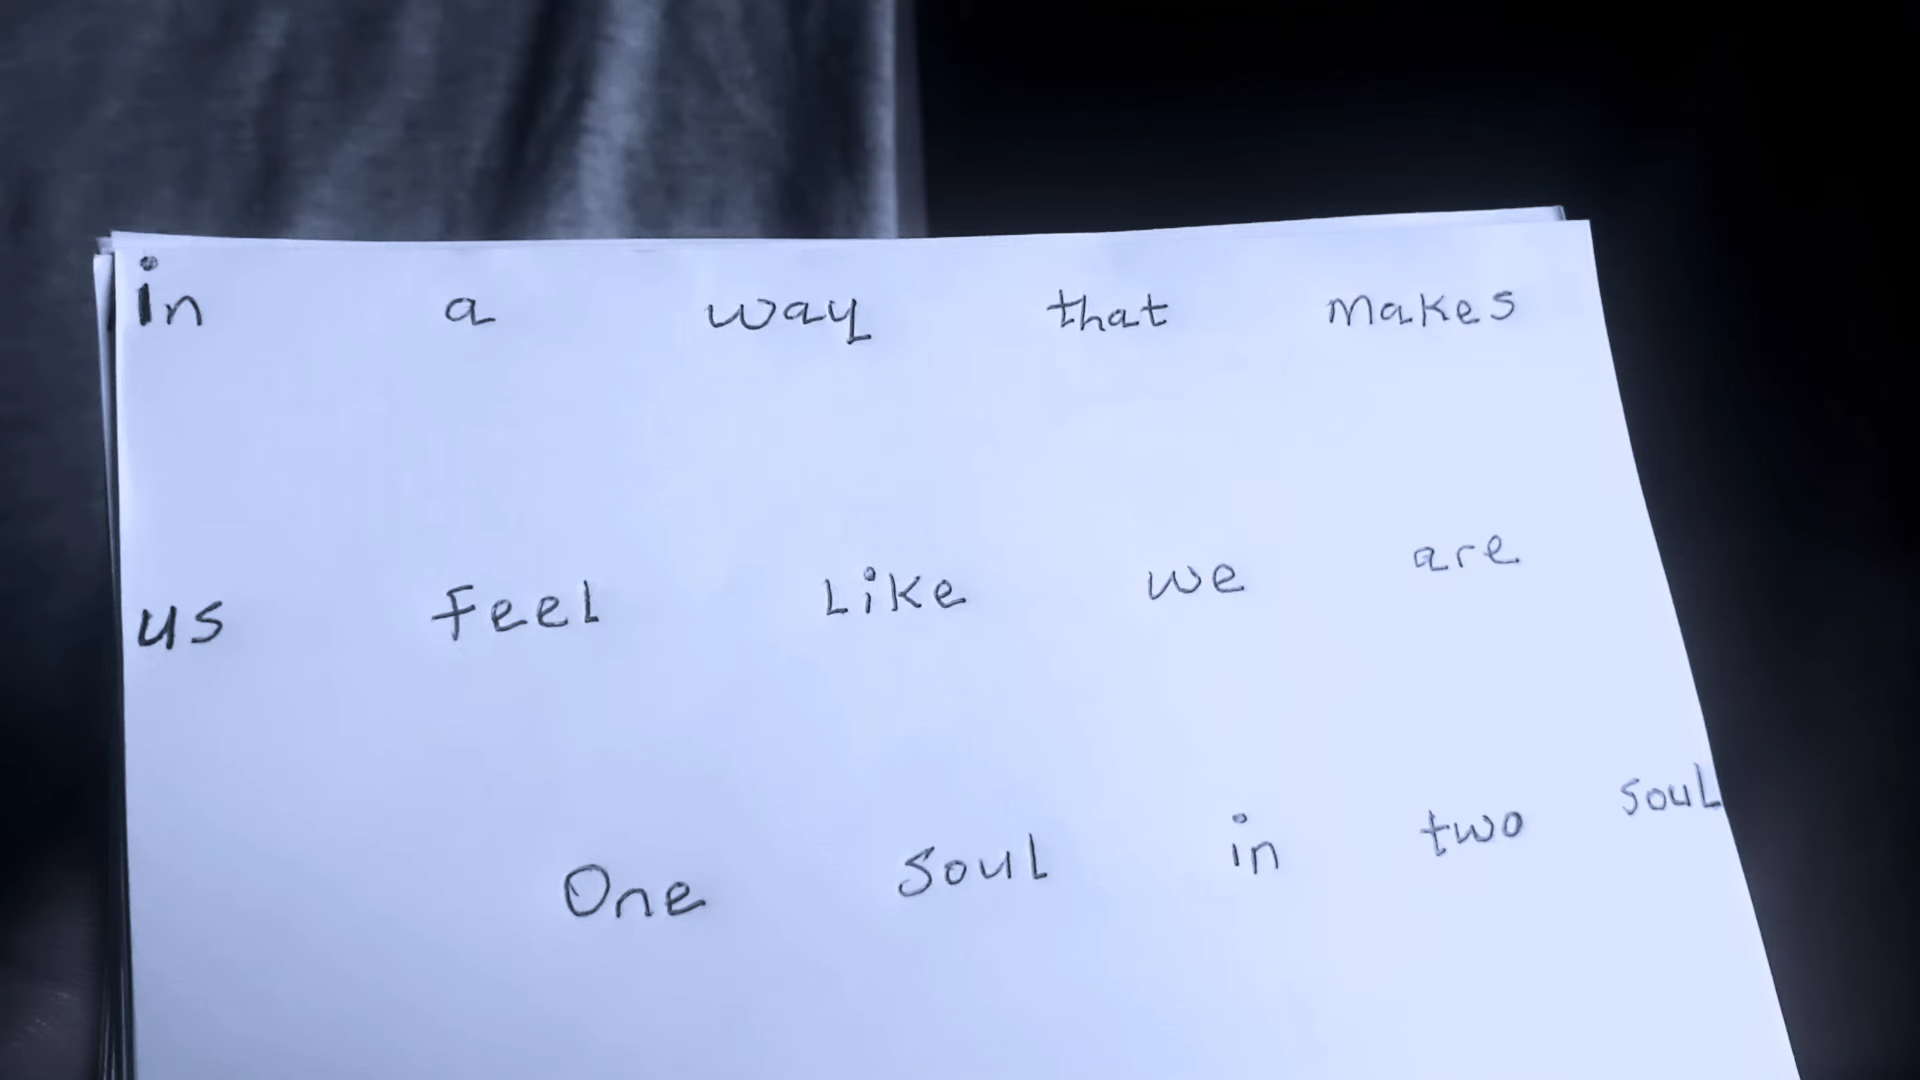 in a way that makes
us feel Like we are
One soul in two soul